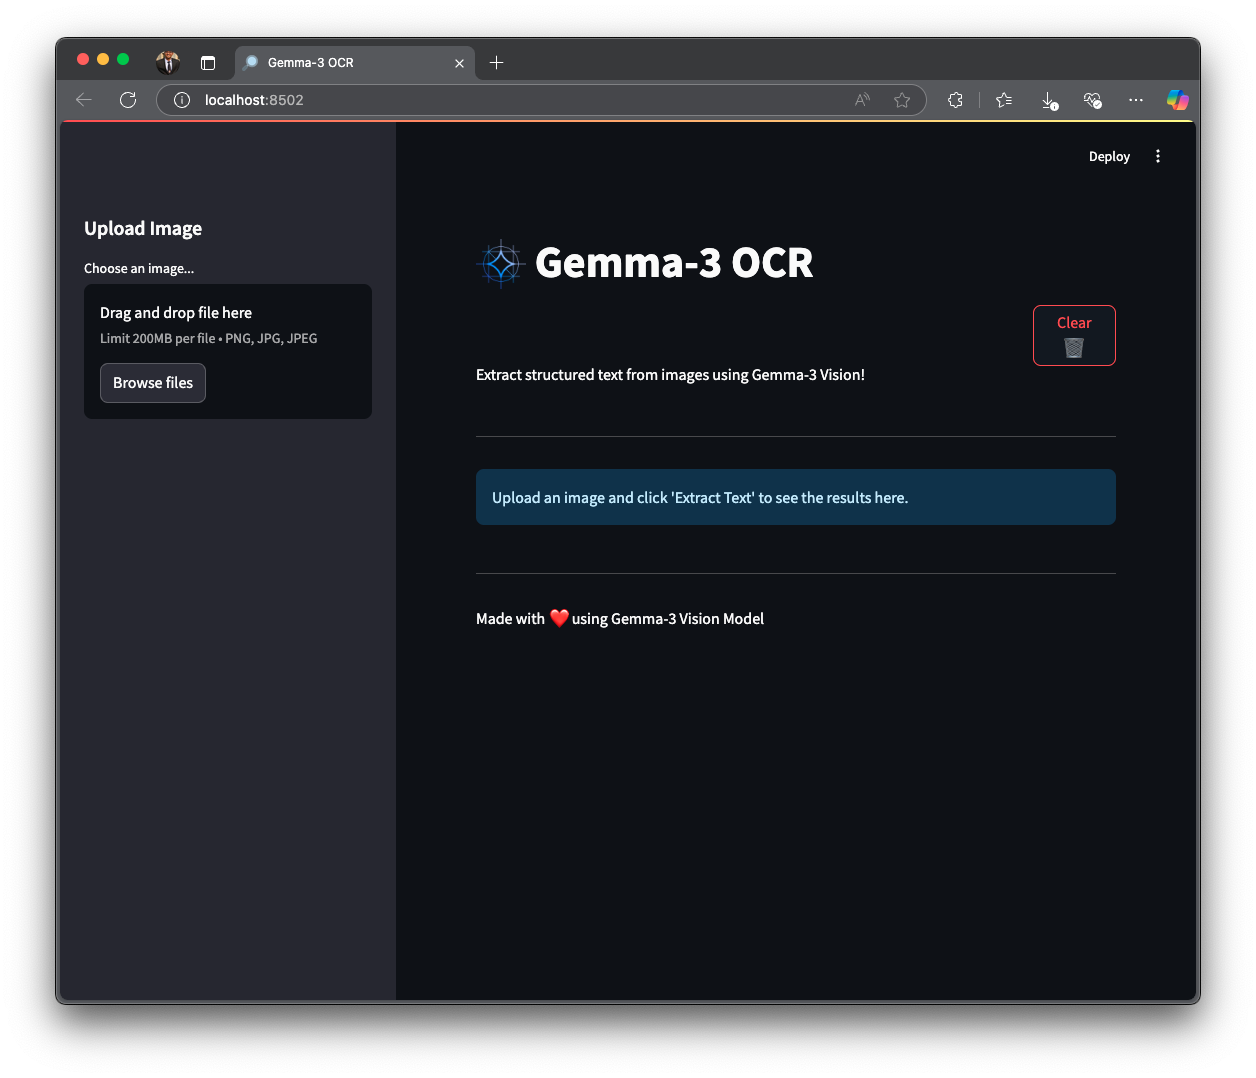 Gemma-3 OCR
localhost:8502
Deploy
Upload Image
Choose an image...
Drag and drop file here
Limit 200MB per file • PNG, JPG, JPEG
Browse files
Gemma-3 OCR
Clear
Extract structured text from images using Gemma-3 Vision!
Upload an image and click 'Extract Text' to see the results here.
Made with ❤️ using Gemma-3 Vision Model